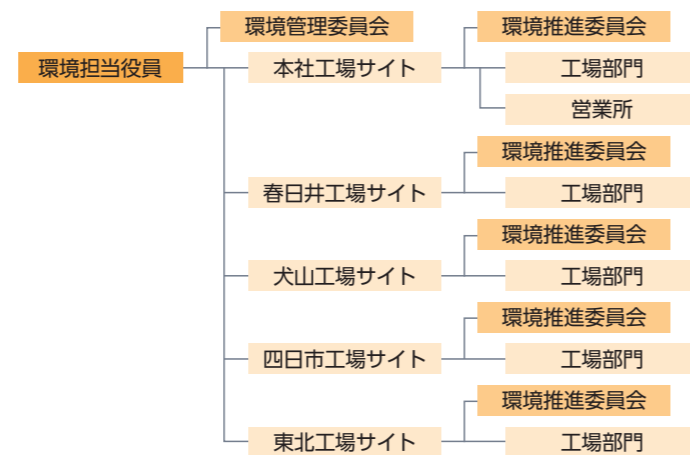 環境管理委員会
環境推進委員会
環境担当役員
本社工場サイト
工場部門
営業所
環境推進委員会
春日井工場サイト
工場部門
環境推進委員会
犬山工場サイト
工場部門
環境推進委員会
四日市工場サイト
工場部門
環境推進委員会
東北工場サイト
工場部門